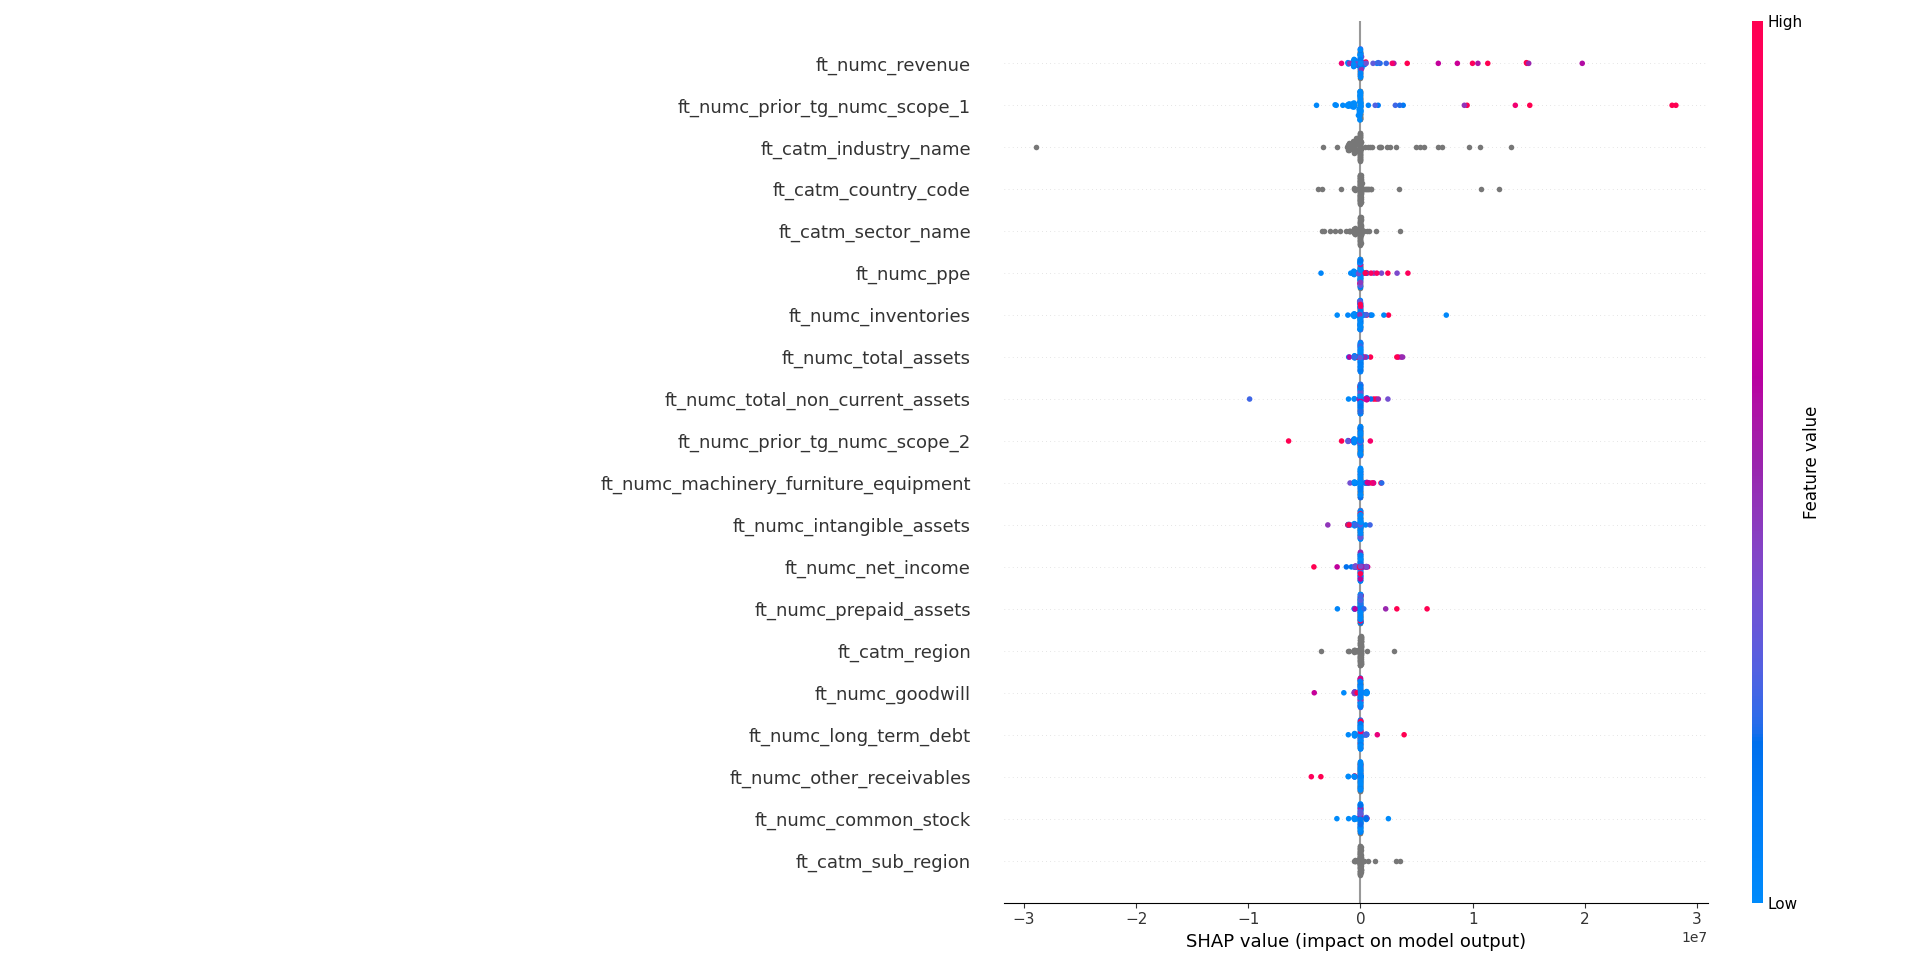 High
ft_numc_revenue
ft_numc_prior_tg_numc_scope_1
ft_catm_industry_name
ft_catm_country_code
ft_catm_sector_name
ft_numc_ppe
ft_numc_inventories
ft_numc_total_assets
ft_numc_total_non_current_assets
ft_numc_prior_tg_numc_scope_2
ft_numc_machinery_furniture_equipment
ft_numc_intangible_assets
ft_numc_net_income
ft_numc_prepaid_assets
ft_catm_region
ft_numc_goodwill
ft_numc_long_term_debt
ft_numc_other_receivables
ft_numc_common_stock
ft_catm_sub_region
Feature value
Low
−3 −2 −1 0 1 2 3
1e7
SHAP value (impact on model output)